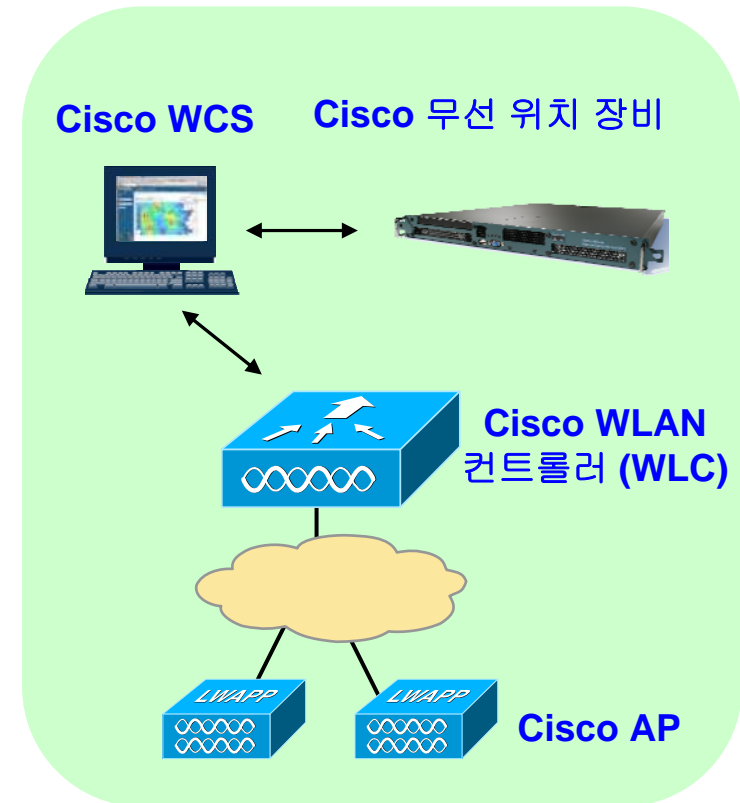 Cisco WCS
Cisco 무선 위치 장비
Cisco WLAN
컨트롤러 (WLC)
LWAPP
LWAPP
Cisco AP